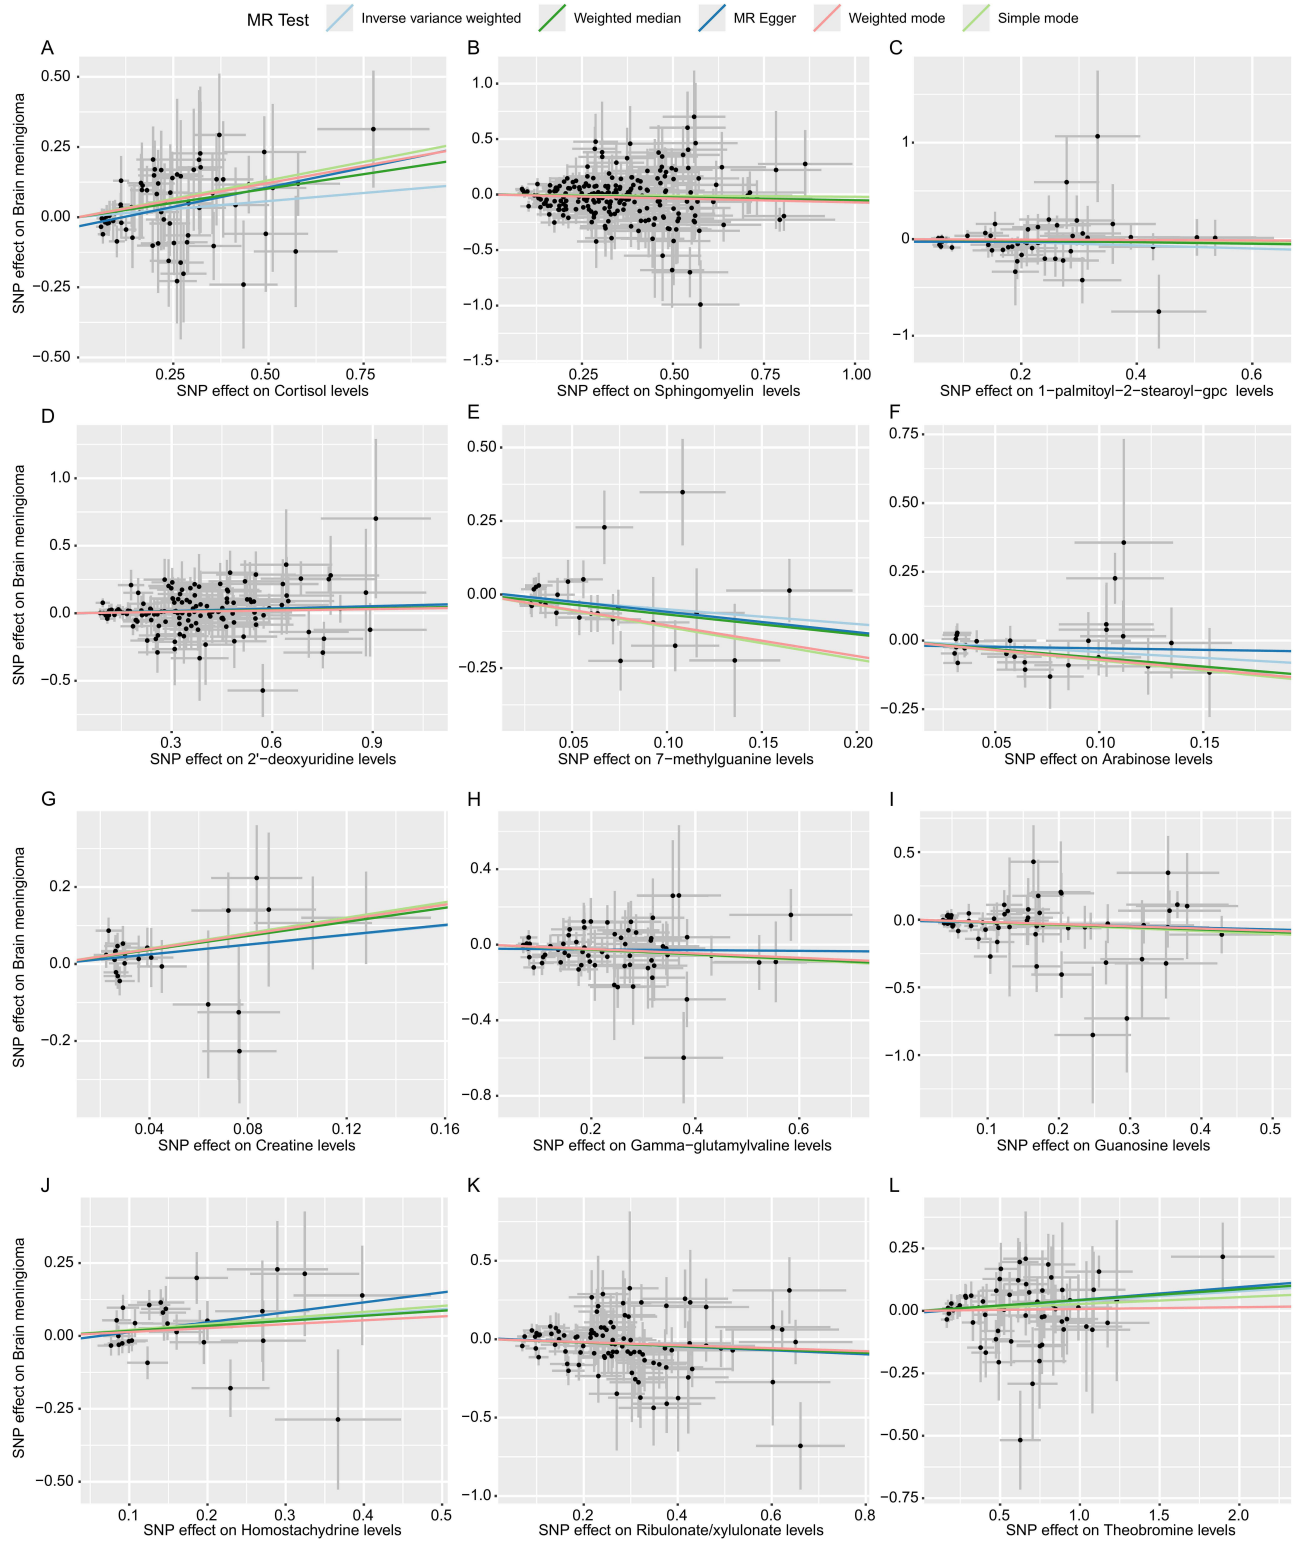 MR Test Inverse variance weighted Weighted median MR Egger Weighted mode Simple mode
A B C
SNP effect on Brain meningioma
0.50
0.25
0.00
−0.25
−0.50
0.25 0.50 0.75
SNP effect on Cortisol levels
1.0
0.5
0.0
−0.5
−1.0
−1.5
0.25 0.50 0.75 1.00
SNP effect on Sphingomyelin levels
1
0
−1
0.2 0.4 0.6
SNP effect on 1−palmitoyl−2−stearoyl−gpc levels
D E F
SNP effect on Brain meningioma
1.0
0.5
0.0
−0.5
0.3 0.6 0.9
SNP effect on 2'−deoxyuridine levels
0.50
0.25
0.00
−0.25
0.05 0.10 0.15 0.20
SNP effect on 7−methylguanine levels
0.75
0.50
0.25
0.00
−0.25
0.05 0.10 0.15
SNP effect on Arabinose levels
G H I
SNP effect on Brain meningioma
0.2
0.0
−0.2
0.04 0.08 0.12 0.16
SNP effect on Creatine levels
0.4
0.0
−0.4
−0.8
0.2 0.4 0.6
SNP effect on Gamma−glutamylvaline levels
0.5
0.0
−0.5
−1.0
0.1 0.2 0.3 0.4 0.5
SNP effect on Guanosine levels
J K L
SNP effect on Brain meningioma
0.25
0.00
−0.25
−0.50
0.1 0.2 0.3 0.4 0.5
SNP effect on Homostachydrine levels
0.5
0.0
−0.5
−1.0
0.2 0.4 0.6 0.8
SNP effect on Ribulonate/xylulonate levels
0.25
0.00
−0.25
−0.50
−0.75
0.5 1.0 1.5 2.0
SNP effect on Theobromine levels